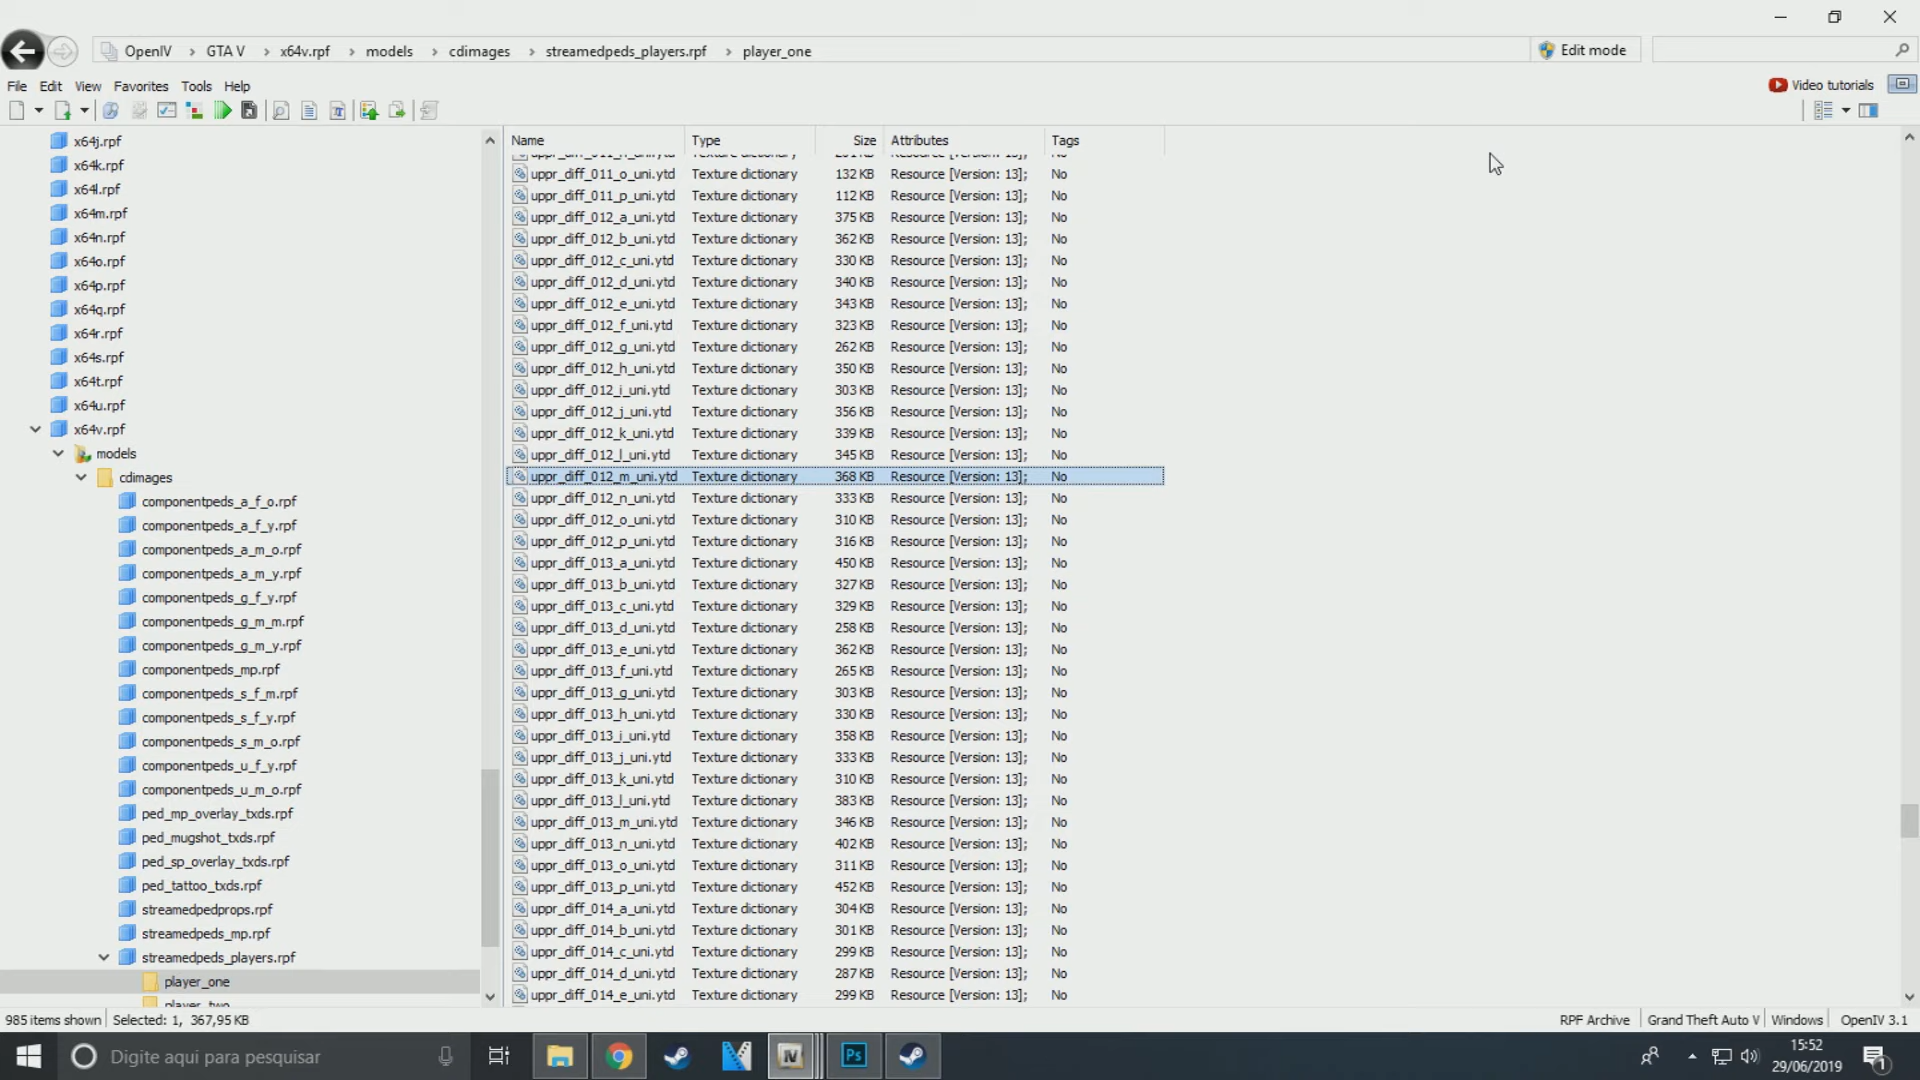 OpenIV GTA V x64v.rpf models cdimages streamedpeds_players.rpf player_one Edit mode
File Edit View Favorites Tools Help Video tutorials
x64j.rpf
x64k.rpf
x64l.rpf
x64m.rpf
x64n.rpf
x64o.rpf
x64p.rpf
x64q.rpf
x64r.rpf
x64s.rpf
x64t.rpf
x64u.rpf
x64v.rpf
models
cdimages
componentpeds_a_f_o.rpf
componentpeds_a_f_y.rpf
componentpeds_a_m_o.rpf
componentpeds_a_m_y.rpf
componentpeds_g_f_y.rpf
componentpeds_g_m_m.rpf
componentpeds_g_m_y.rpf
componentpeds_mp.rpf
componentpeds_s_f_m.rpf
componentpeds_s_f_y.rpf
componentpeds_s_m_o.rpf
componentpeds_u_f_y.rpf
componentpeds_u_m_o.rpf
ped_mp_overlay_txds.rpf
ped_mugshot_txds.rpf
ped_sp_overlay_txds.rpf
ped_tattoo_txds.rpf
streamedpedprops.rpf
streamedpeds_mp.rpf
streamedpeds_players.rpf
player_one
player_two
Name Type Size Attributes Tags
uppr_diff_011_o_uni.ytd Texture dictionary 132 KB Resource [Version: 13]; No
uppr_diff_011_p_uni.ytd Texture dictionary 112 KB Resource [Version: 13]; No
uppr_diff_012_a_uni.ytd Texture dictionary 375 KB Resource [Version: 13]; No
uppr_diff_012_b_uni.ytd Texture dictionary 362 KB Resource [Version: 13]; No
uppr_diff_012_c_uni.ytd Texture dictionary 330 KB Resource [Version: 13]; No
uppr_diff_012_d_uni.ytd Texture dictionary 340 KB Resource [Version: 13]; No
uppr_diff_012_e_uni.ytd Texture dictionary 343 KB Resource [Version: 13]; No
uppr_diff_012_f_uni.ytd Texture dictionary 323 KB Resource [Version: 13]; No
uppr_diff_012_g_uni.ytd Texture dictionary 262 KB Resource [Version: 13]; No
uppr_diff_012_h_uni.ytd Texture dictionary 350 KB Resource [Version: 13]; No
uppr_diff_012_i_uni.ytd Texture dictionary 303 KB Resource [Version: 13]; No
uppr_diff_012_j_uni.ytd Texture dictionary 356 KB Resource [Version: 13]; No
uppr_diff_012_k_uni.ytd Texture dictionary 339 KB Resource [Version: 13]; No
uppr_diff_012_l_uni.ytd Texture dictionary 345 KB Resource [Version: 13]; No
uppr_diff_012_m_uni.ytd Texture dictionary 368 KB Resource [Version: 13]; No
uppr_diff_012_n_uni.ytd Texture dictionary 333 KB Resource [Version: 13]; No
uppr_diff_012_o_uni.ytd Texture dictionary 310 KB Resource [Version: 13]; No
uppr_diff_012_p_uni.ytd Texture dictionary 316 KB Resource [Version: 13]; No
uppr_diff_013_a_uni.ytd Texture dictionary 450 KB Resource [Version: 13]; No
uppr_diff_013_b_uni.ytd Texture dictionary 327 KB Resource [Version: 13]; No
uppr_diff_013_c_uni.ytd Texture dictionary 329 KB Resource [Version: 13]; No
uppr_diff_013_d_uni.ytd Texture dictionary 258 KB Resource [Version: 13]; No
uppr_diff_013_e_uni.ytd Texture dictionary 362 KB Resource [Version: 13]; No
uppr_diff_013_f_uni.ytd Texture dictionary 265 KB Resource [Version: 13]; No
uppr_diff_013_g_uni.ytd Texture dictionary 303 KB Resource [Version: 13]; No
uppr_diff_013_h_uni.ytd Texture dictionary 330 KB Resource [Version: 13]; No
uppr_diff_013_i_uni.ytd Texture dictionary 358 KB Resource [Version: 13]; No
uppr_diff_013_j_uni.ytd Texture dictionary 333 KB Resource [Version: 13]; No
uppr_diff_013_k_uni.ytd Texture dictionary 310 KB Resource [Version: 13]; No
uppr_diff_013_l_uni.ytd Texture dictionary 383 KB Resource [Version: 13]; No
uppr_diff_013_m_uni.ytd Texture dictionary 346 KB Resource [Version: 13]; No
uppr_diff_013_n_uni.ytd Texture dictionary 402 KB Resource [Version: 13]; No
uppr_diff_013_o_uni.ytd Texture dictionary 311 KB Resource [Version: 13]; No
uppr_diff_013_p_uni.ytd Texture dictionary 452 KB Resource [Version: 13]; No
uppr_diff_014_a_uni.ytd Texture dictionary 304 KB Resource [Version: 13]; No
uppr_diff_014_b_uni.ytd Texture dictionary 301 KB Resource [Version: 13]; No
uppr_diff_014_c_uni.ytd Texture dictionary 299 KB Resource [Version: 13]; No
uppr_diff_014_d_uni.ytd Texture dictionary 287 KB Resource [Version: 13]; No
uppr_diff_014_e_uni.ytd Texture dictionary 299 KB Resource [Version: 13]; No
985 items shown Selected: 1, 367,95 KB RPF Archive Grand Theft Auto V Windows OpenIV 3.1
Digite aqui para pesquisar
IV
Ps
15:52
29/06/2019
1